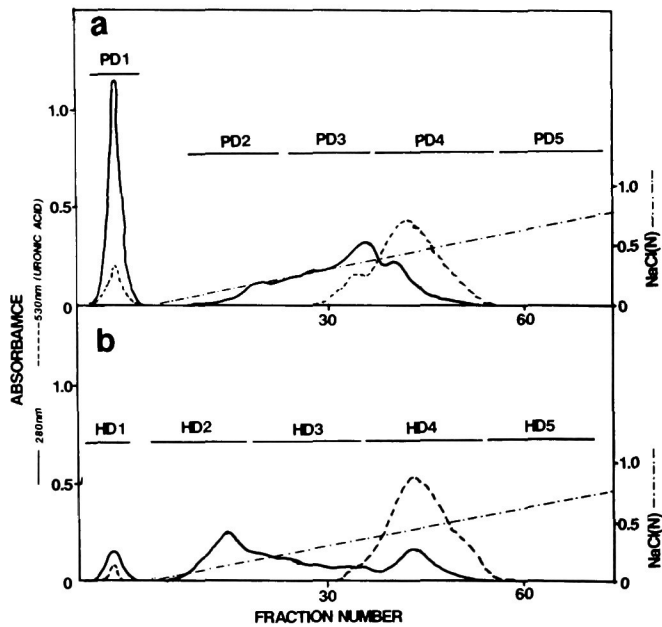 a
PD1
PD2 PD3 PD4 PD5
1.0
0.5
0
1.0
0.5
0
NaCl(N)
30 60
b
HD1 HD2 HD3 HD4 HD5
1.0
0.5
0
1.0
0.5
0
NaCl(N)
30 60
ABSORBAMCE
280nm
530nm (URONIC ACID)
FRACTION NUMBER